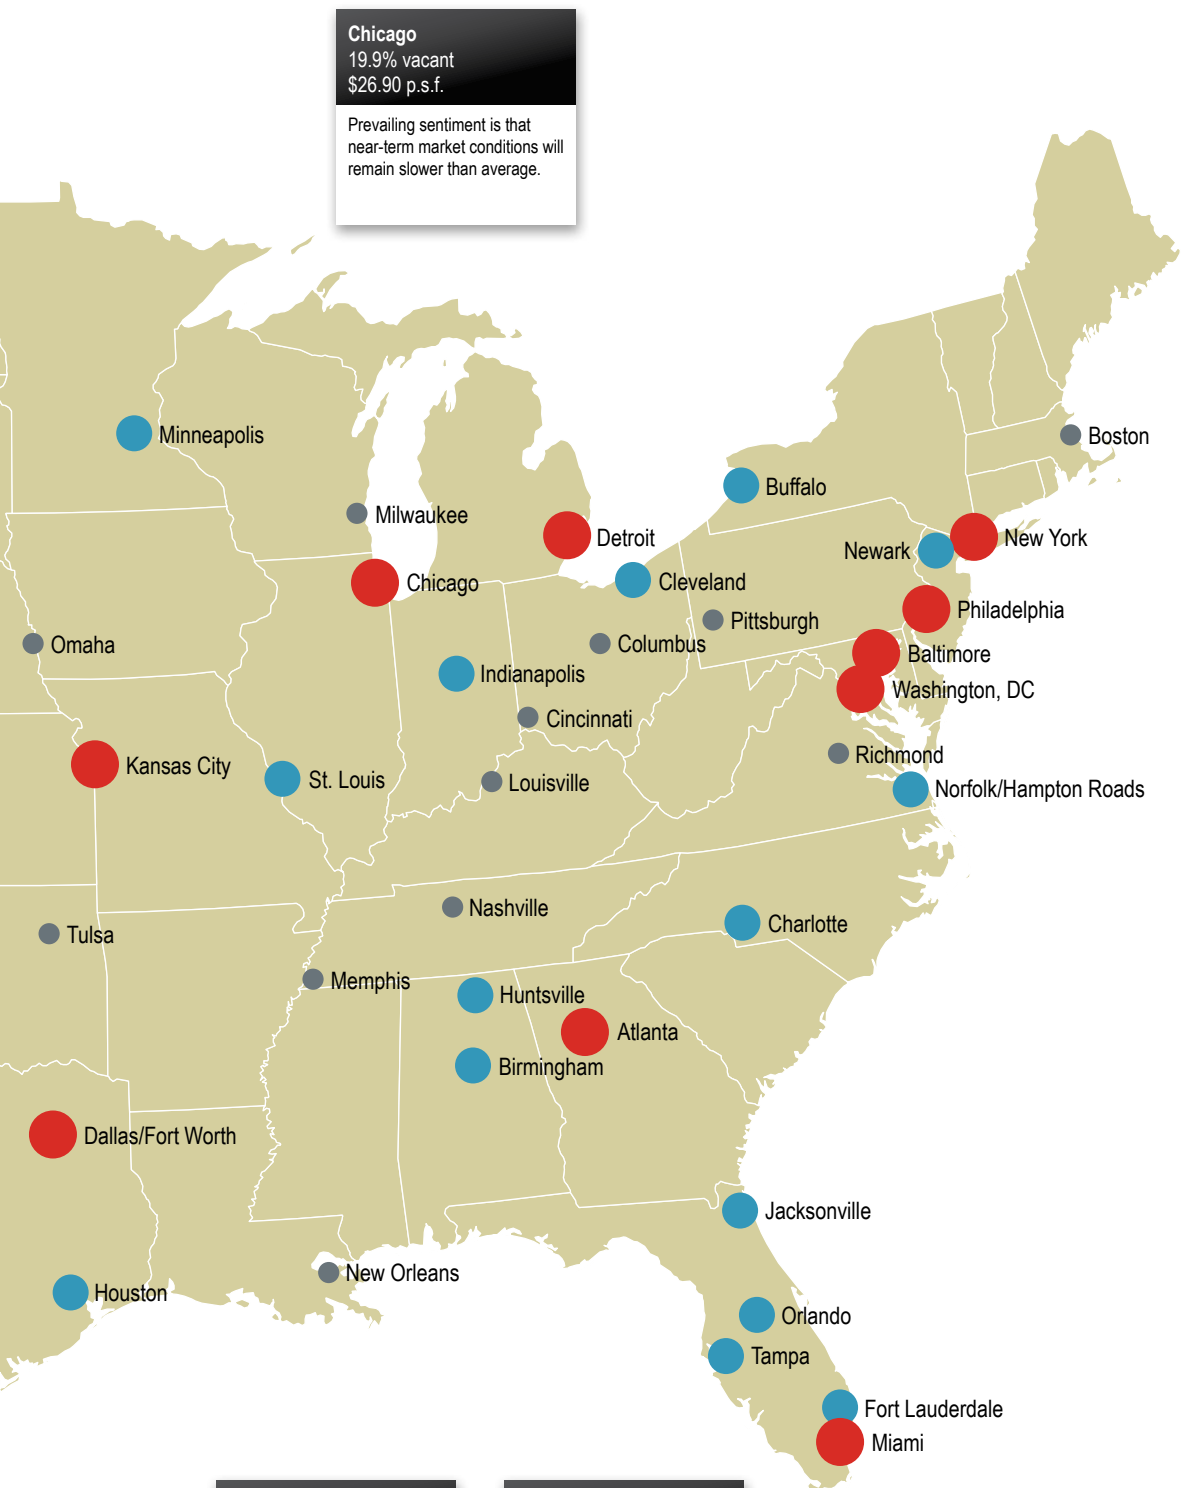 Chicago
19.9% vacant
$26.90 p.s.f.
Prevailing sentiment is that
near-term market conditions will
remain slower than average.
Minneapolis
Boston
Buffalo
Milwaukee
Detroit
New York
Newark
Chicago
Cleveland
Philadelphia
Pittsburgh
Omaha
Columbus
Baltimore
Indianapolis
Washington, DC
Cincinnati
Richmond
Kansas City
St. Louis
Louisville
Norfolk/Hampton Roads
Nashville
Charlotte
Tulsa
Memphis
Huntsville
Atlanta
Birmingham
Dallas/Fort Worth
Jacksonville
New Orleans
Houston
Orlando
Tampa
Fort Lauderdale
Miami